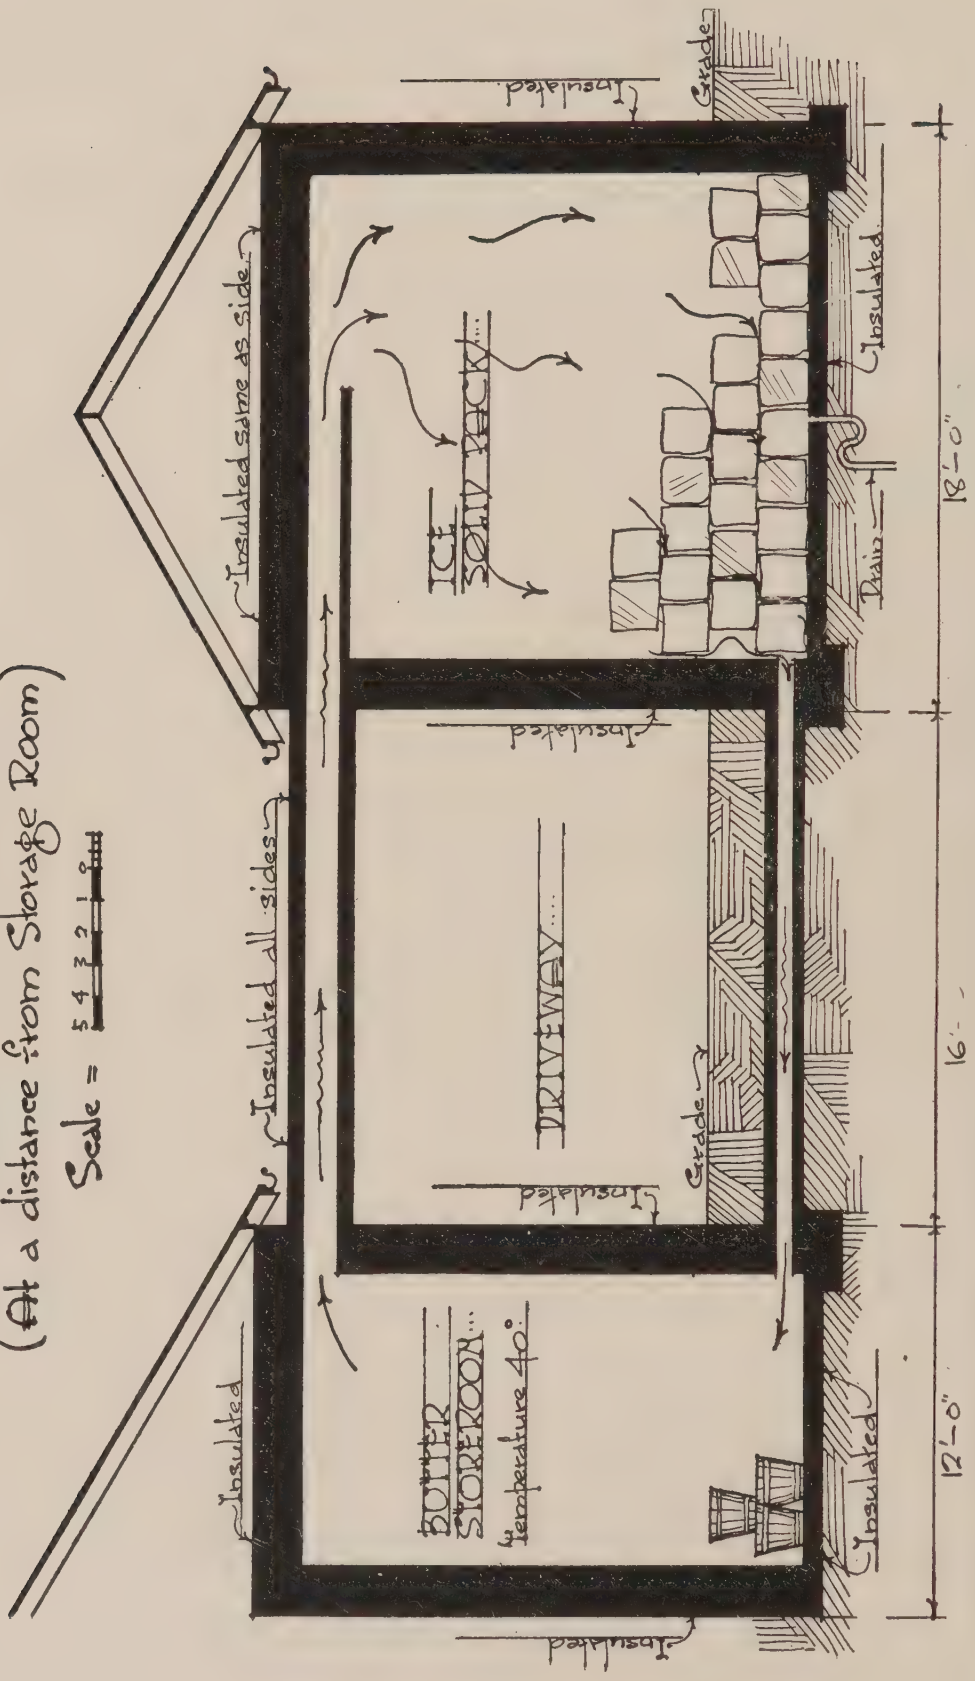 (At a distance from Storage Room)
Scale = 5 4 3 2 1 0
Insulated
Insulated all sides
Insulated same as side
BUTTER
STOREROOM...
temperature 40°.
DRIVEWAY....
ICE
SOLID PACK....
Insulated
Insulated
Insulated
Insulated.
Grade
Grade
Insulated
Drain
Insulated.
12'-0"
16'-
18'-0"